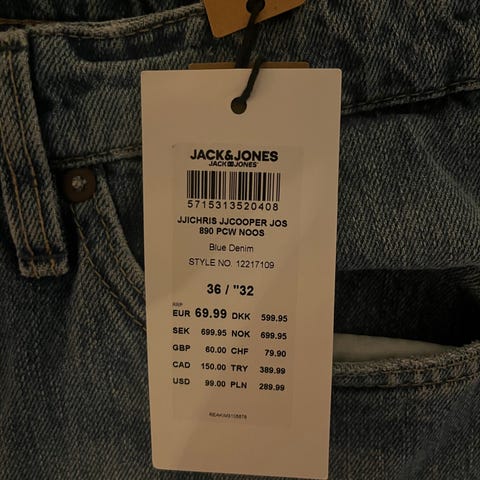 JACK&JONES
JACK & JONES
5715313520408
JJICHRIS JJCOOPER JOS
890 PCW NOOS
Blue Denim
STYLE NO. 12217109
36 / "32
RRP
EUR 69.99 DKK 599.95
SEK 699.95 NOK 699.95
GBP 60.00 CHF 79.90
CAD 150.00 TRY 389.99
USD 99.00 PLN 289.99